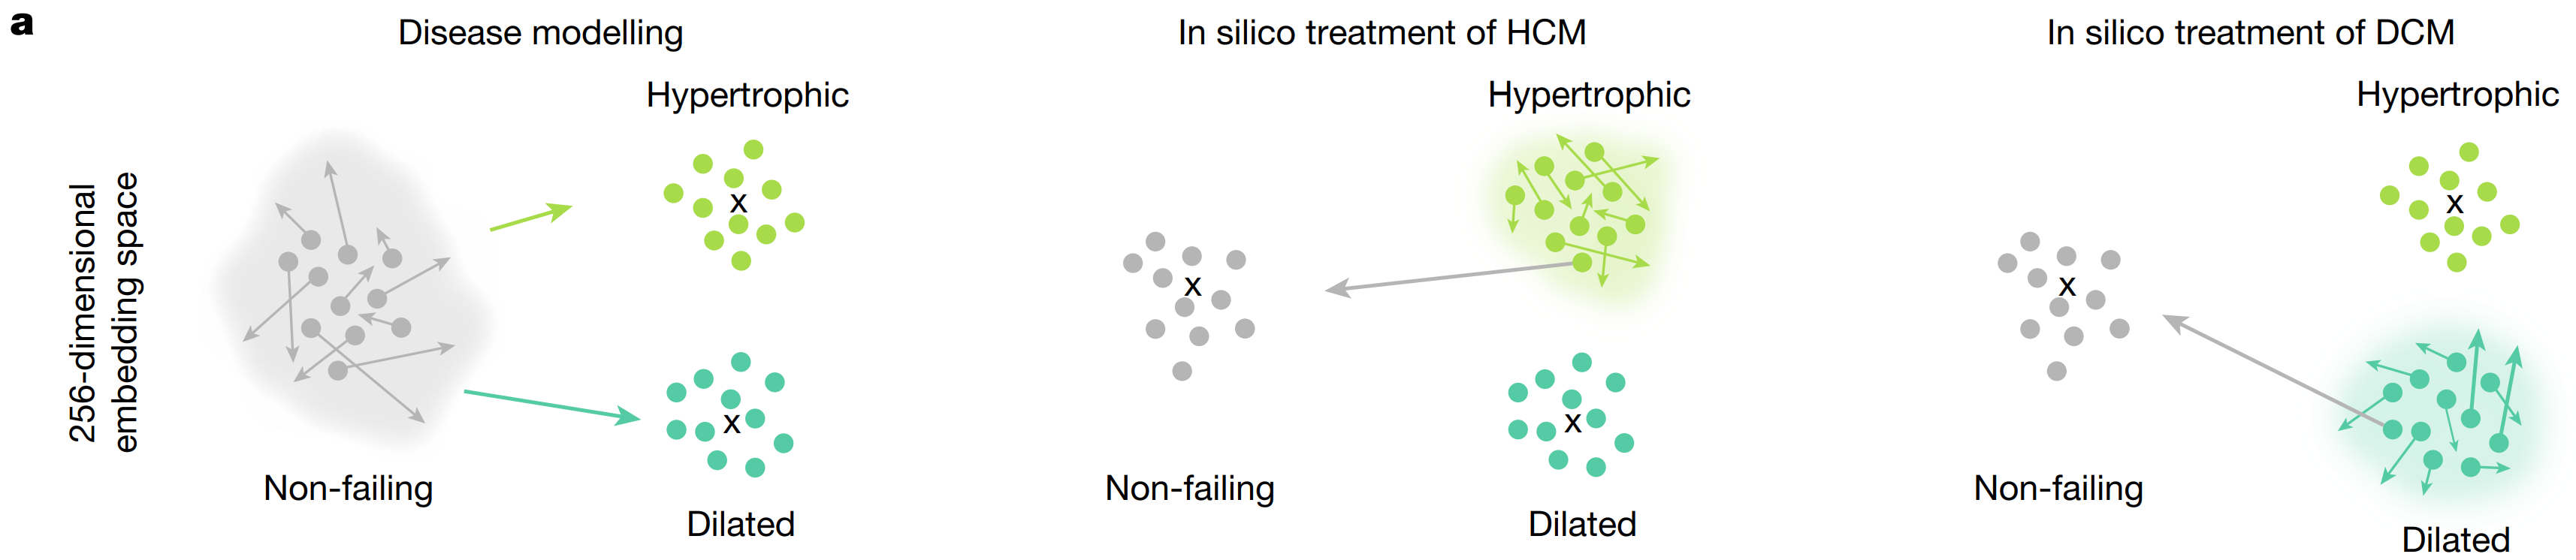 a
Disease modelling
In silico treatment of HCM
In silico treatment of DCM
256-dimensional
embedding space
Hypertrophic
x
x
Non-failing
Dilated
Hypertrophic
x
x
Non-failing
Dilated
Hypertrophic
x
x
Non-failing
Dilated